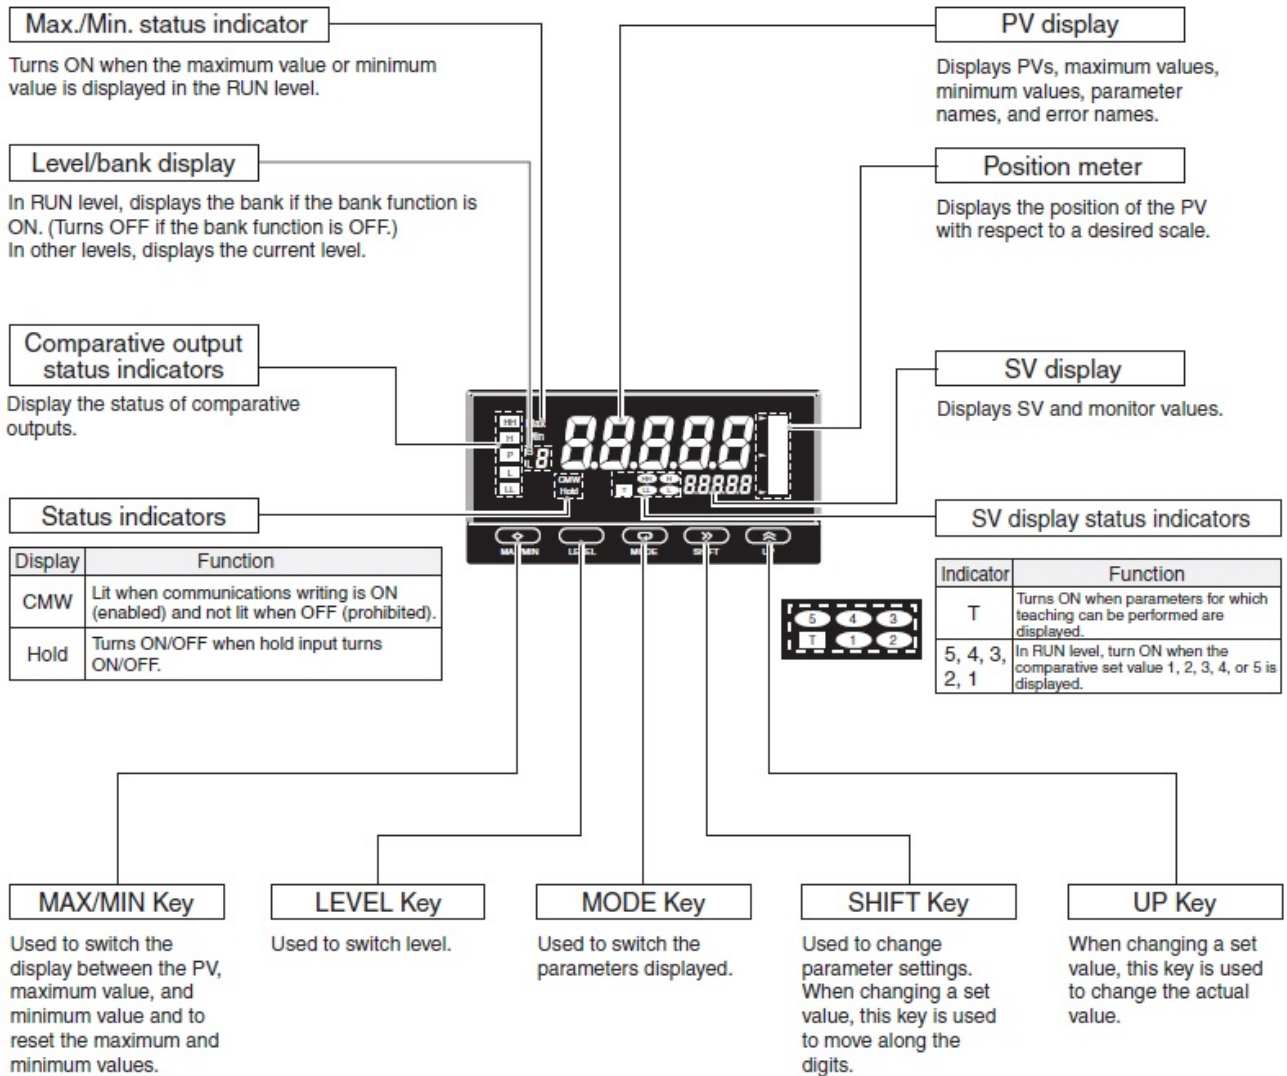 Max./Min. status indicator
Turns ON when the maximum value or minimum
value is displayed in the RUN level.
Level/bank display
In RUN level, displays the bank if the bank function is
ON. (Turns OFF if the bank function is OFF.)
In other levels, displays the current level.
Comparative output
status indicators
Display the status of comparative
outputs.
Status indicators
Display Function
CMW Lit when communications writing is ON
(enabled) and not lit when OFF (prohibited).
Hold Turns ON/OFF when hold input turns
ON/OFF.
PV display
Displays PVs, maximum values,
minimum values, parameter
names, and error names.
Position meter
Displays the position of the PV
with respect to a desired scale.
SV display
Displays SV and monitor values.
SV display status indicators
Indicator Function
T Turns ON when parameters for which
teaching can be performed are
displayed.
5, 4, 3,
2, 1
In RUN level, turn ON when the
comparative set value 1, 2, 3, 4, or 5 is
displayed.
HH
H
P
L
LL
8
88888
CMW
Hold
HH H
T LL L
88888
MAX/MIN LEVEL MODE SHIFT UP
5 4 3
T 1 2
MAX/MIN Key
Used to switch the
display between the PV,
maximum value, and
minimum value and to
reset the maximum and
minimum values.
LEVEL Key
Used to switch level.
MODE Key
Used to switch the
parameters displayed.
SHIFT Key
Used to change
parameter settings.
When changing a set
value, this key is used
to move along the
digits.
UP Key
When changing a set
value, this key is used
to change the actual
value.